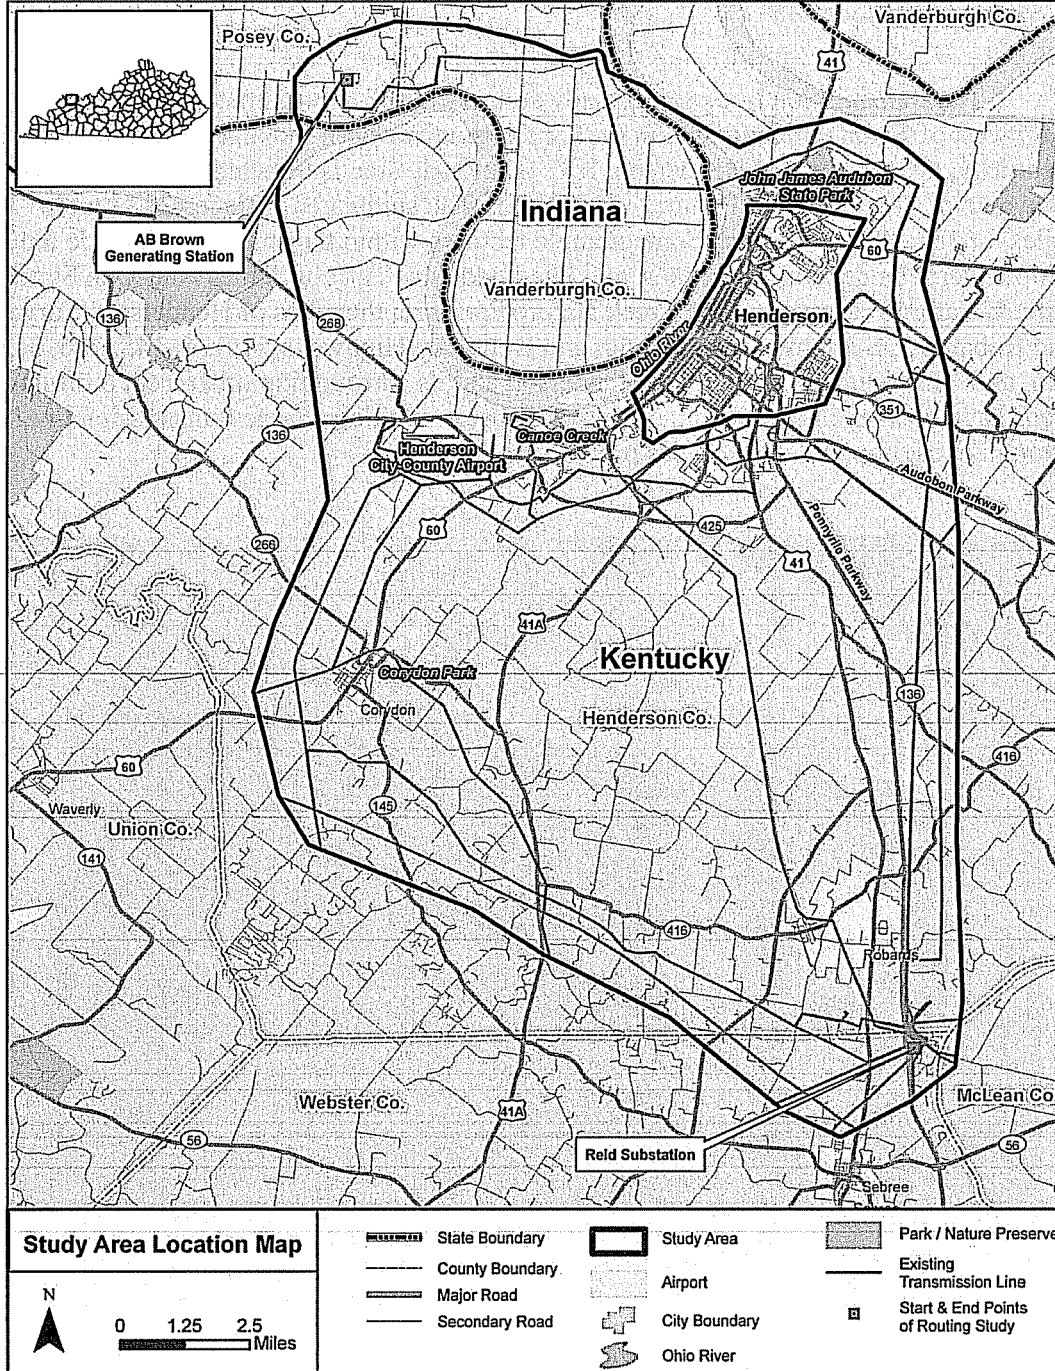 Vanderburgh Co.
Posey Co.
41
John James Audubon
State Park
Indiana
AB Brown
Generating Station
60
Vanderburgh Co.
136
268
Henderson
Ohio River
351
136
Canoe Creek
Henderson
City-County Airport
Audobon Parkway
60
425
Pennyrile Parkway
266
41
41A
Kentucky
Corydon Park
136
Corydon
Henderson Co.
416
60
Waverly
145
Union Co.
141
416
Robards
Webster Co.
McLean Co
41A
56
Reid Substation
56
Sebree
Study Area Location Map
N
0 1.25 2.5
Miles
State Boundary
County Boundary
Major Road
Secondary Road
Study Area
Airport
City Boundary
Ohio River
Park / Nature Preserve
Existing
Transmission Line
Start & End Points
of Routing Study